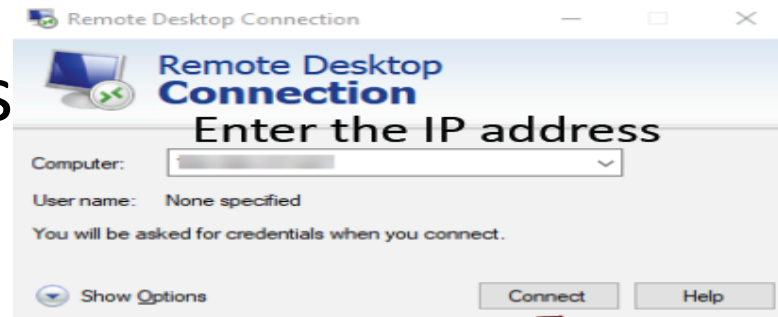 Remote Desktop Connection
Remote Desktop
Connection
s
Enter the IP address
Computer:
User name: None specified
You will be asked for credentials when you connect.
Show Options Connect Help